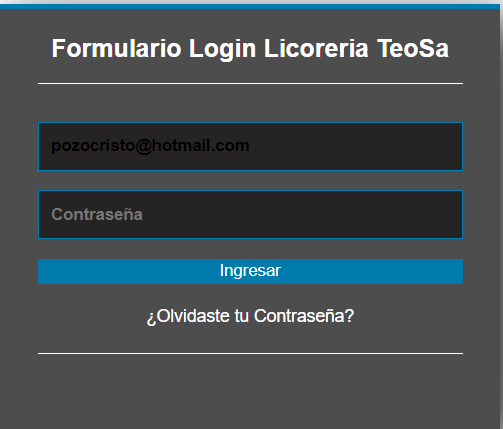 Formulario Login Licoreria TeoSa
pozocristo@hotmail.com
Contraseña
Ingresar
¿Olvidaste tu Contraseña?